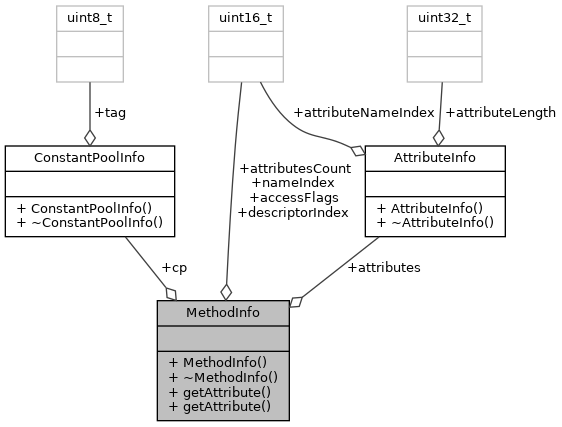 uint8_t
uint16_t
uint32_t
+tag
+attributeNameIndex
+attributeLength
ConstantPoolInfo
+ ConstantPoolInfo()
+ ~ConstantPoolInfo()
+attributesCount
+nameIndex
+accessFlags
+descriptorIndex
AttributeInfo
+ AttributeInfo()
+ ~AttributeInfo()
+cp
+attributes
MethodInfo
+ MethodInfo()
+ ~MethodInfo()
+ getAttribute()
+ getAttribute()